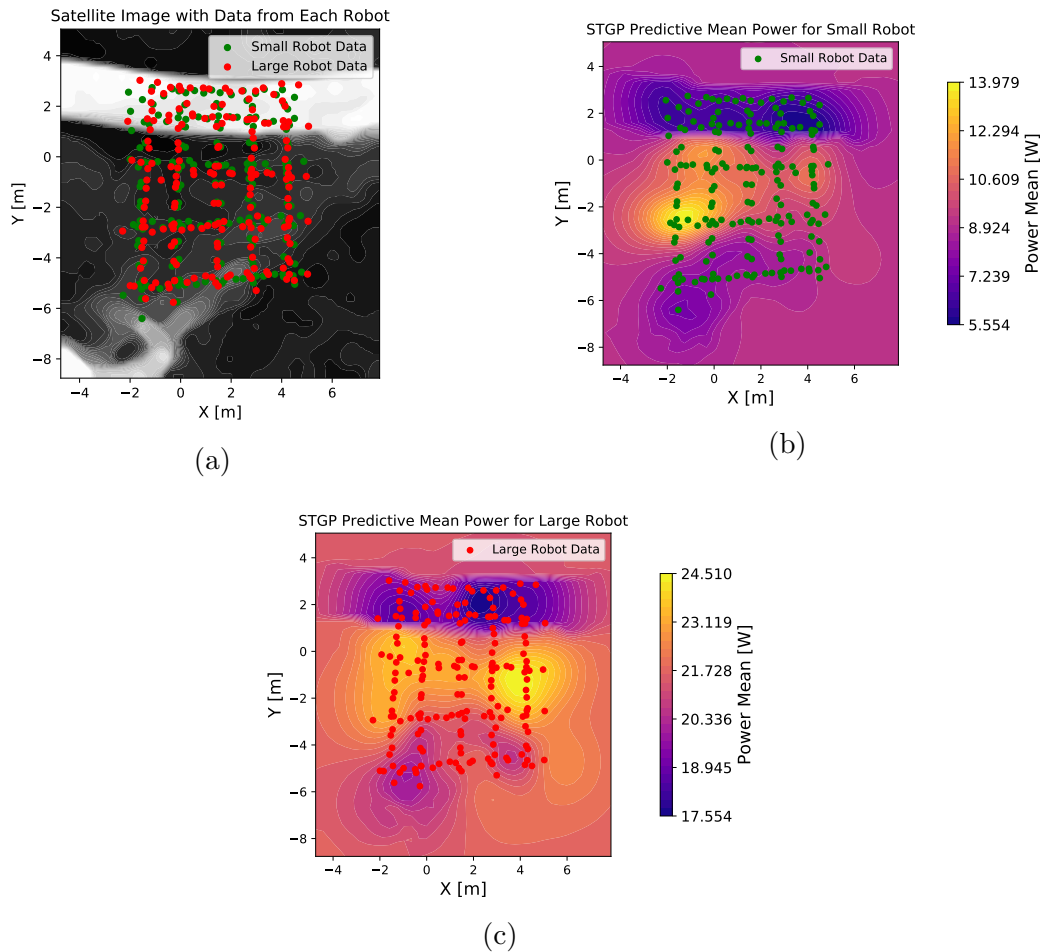 Satellite Image with Data from Each Robot
Small Robot Data
Large Robot Data
4
2
0
−2
−4
−6
−8
Y [m]
−4 −2 0 2 4 6
X [m]
(a)
STGP Predictive Mean Power for Small Robot
Small Robot Data
4
2
0
−2
−4
−6
−8
Y [m]
−4 −2 0 2 4 6
X [m]
13.979
12.294
10.609
8.924
7.239
5.554
Power Mean [W]
(b)
STGP Predictive Mean Power for Large Robot
Large Robot Data
4
2
0
−2
−4
−6
−8
Y [m]
−4 −2 0 2 4 6
X [m]
24.510
23.119
21.728
20.336
18.945
17.554
Power Mean [W]
(c)